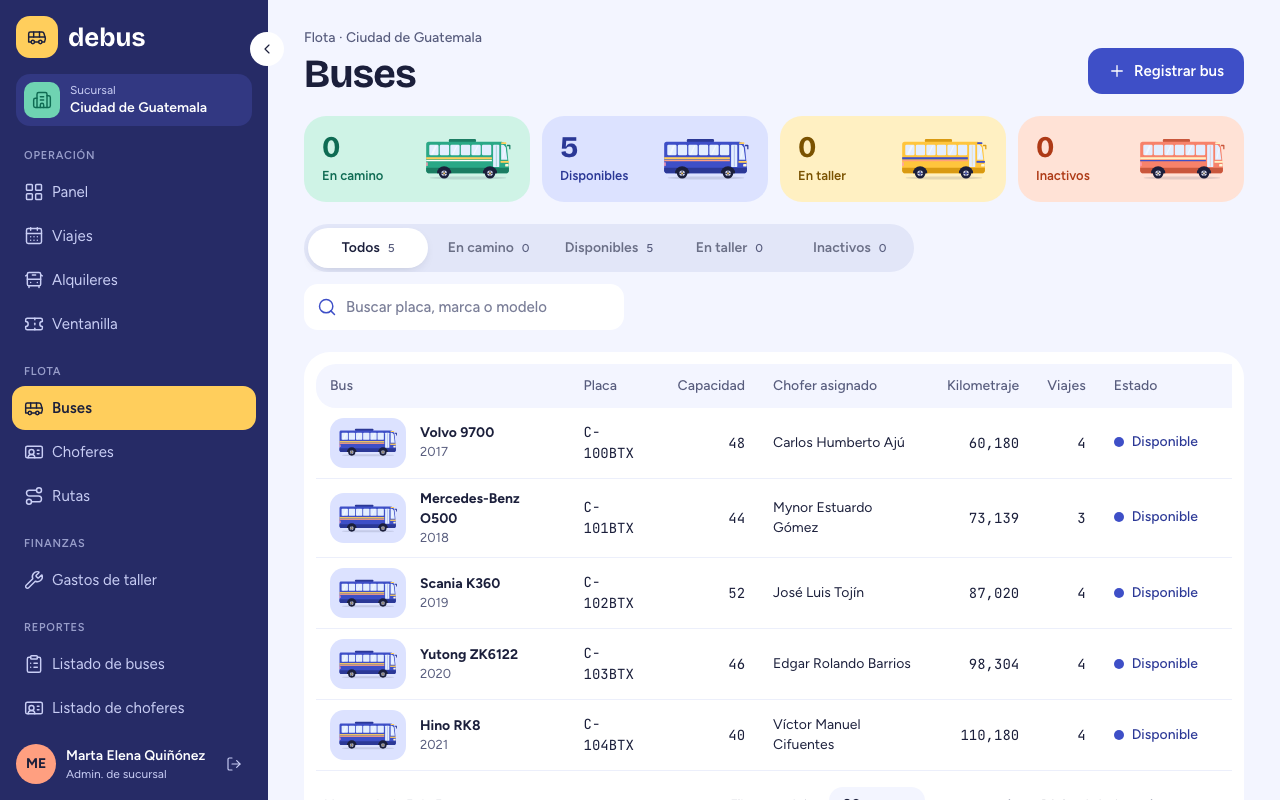 debus
Sucursal
Ciudad de Guatemala
OPERACIÓN
Panel
Viajes
Alquileres
Ventanilla
FLOTA
Buses
Choferes
Rutas
FINANZAS
Gastos de taller
REPORTES
Listado de buses
Listado de choferes
ME
Marta Elena Quiñónez
Admin. de sucursal
Flota · Ciudad de Guatemala
Buses
Registrar bus
0
En camino
5
Disponibles
0
En taller
0
Inactivos
Todos 5 En camino 0 Disponibles 5 En taller 0 Inactivos 0
Buscar placa, marca o modelo
Bus Placa Capacidad Chofer asignado Kilometraje Viajes Estado
Volvo 9700
2017
C-
100BTX
48 Carlos Humberto Ajú 60,180 4 Disponible
Mercedes-Benz
O500
2018
C-
101BTX
44
Mynor Estuardo
Gómez
73,139 3 Disponible
Scania K360
2019
C-
102BTX
52 José Luis Tojín 87,020 4 Disponible
Yutong ZK6122
2020
C-
103BTX
46 Edgar Rolando Barrios 98,304 4 Disponible
Hino RK8
2021
C-
104BTX
40
Víctor Manuel
Cifuentes
110,180 4 Disponible